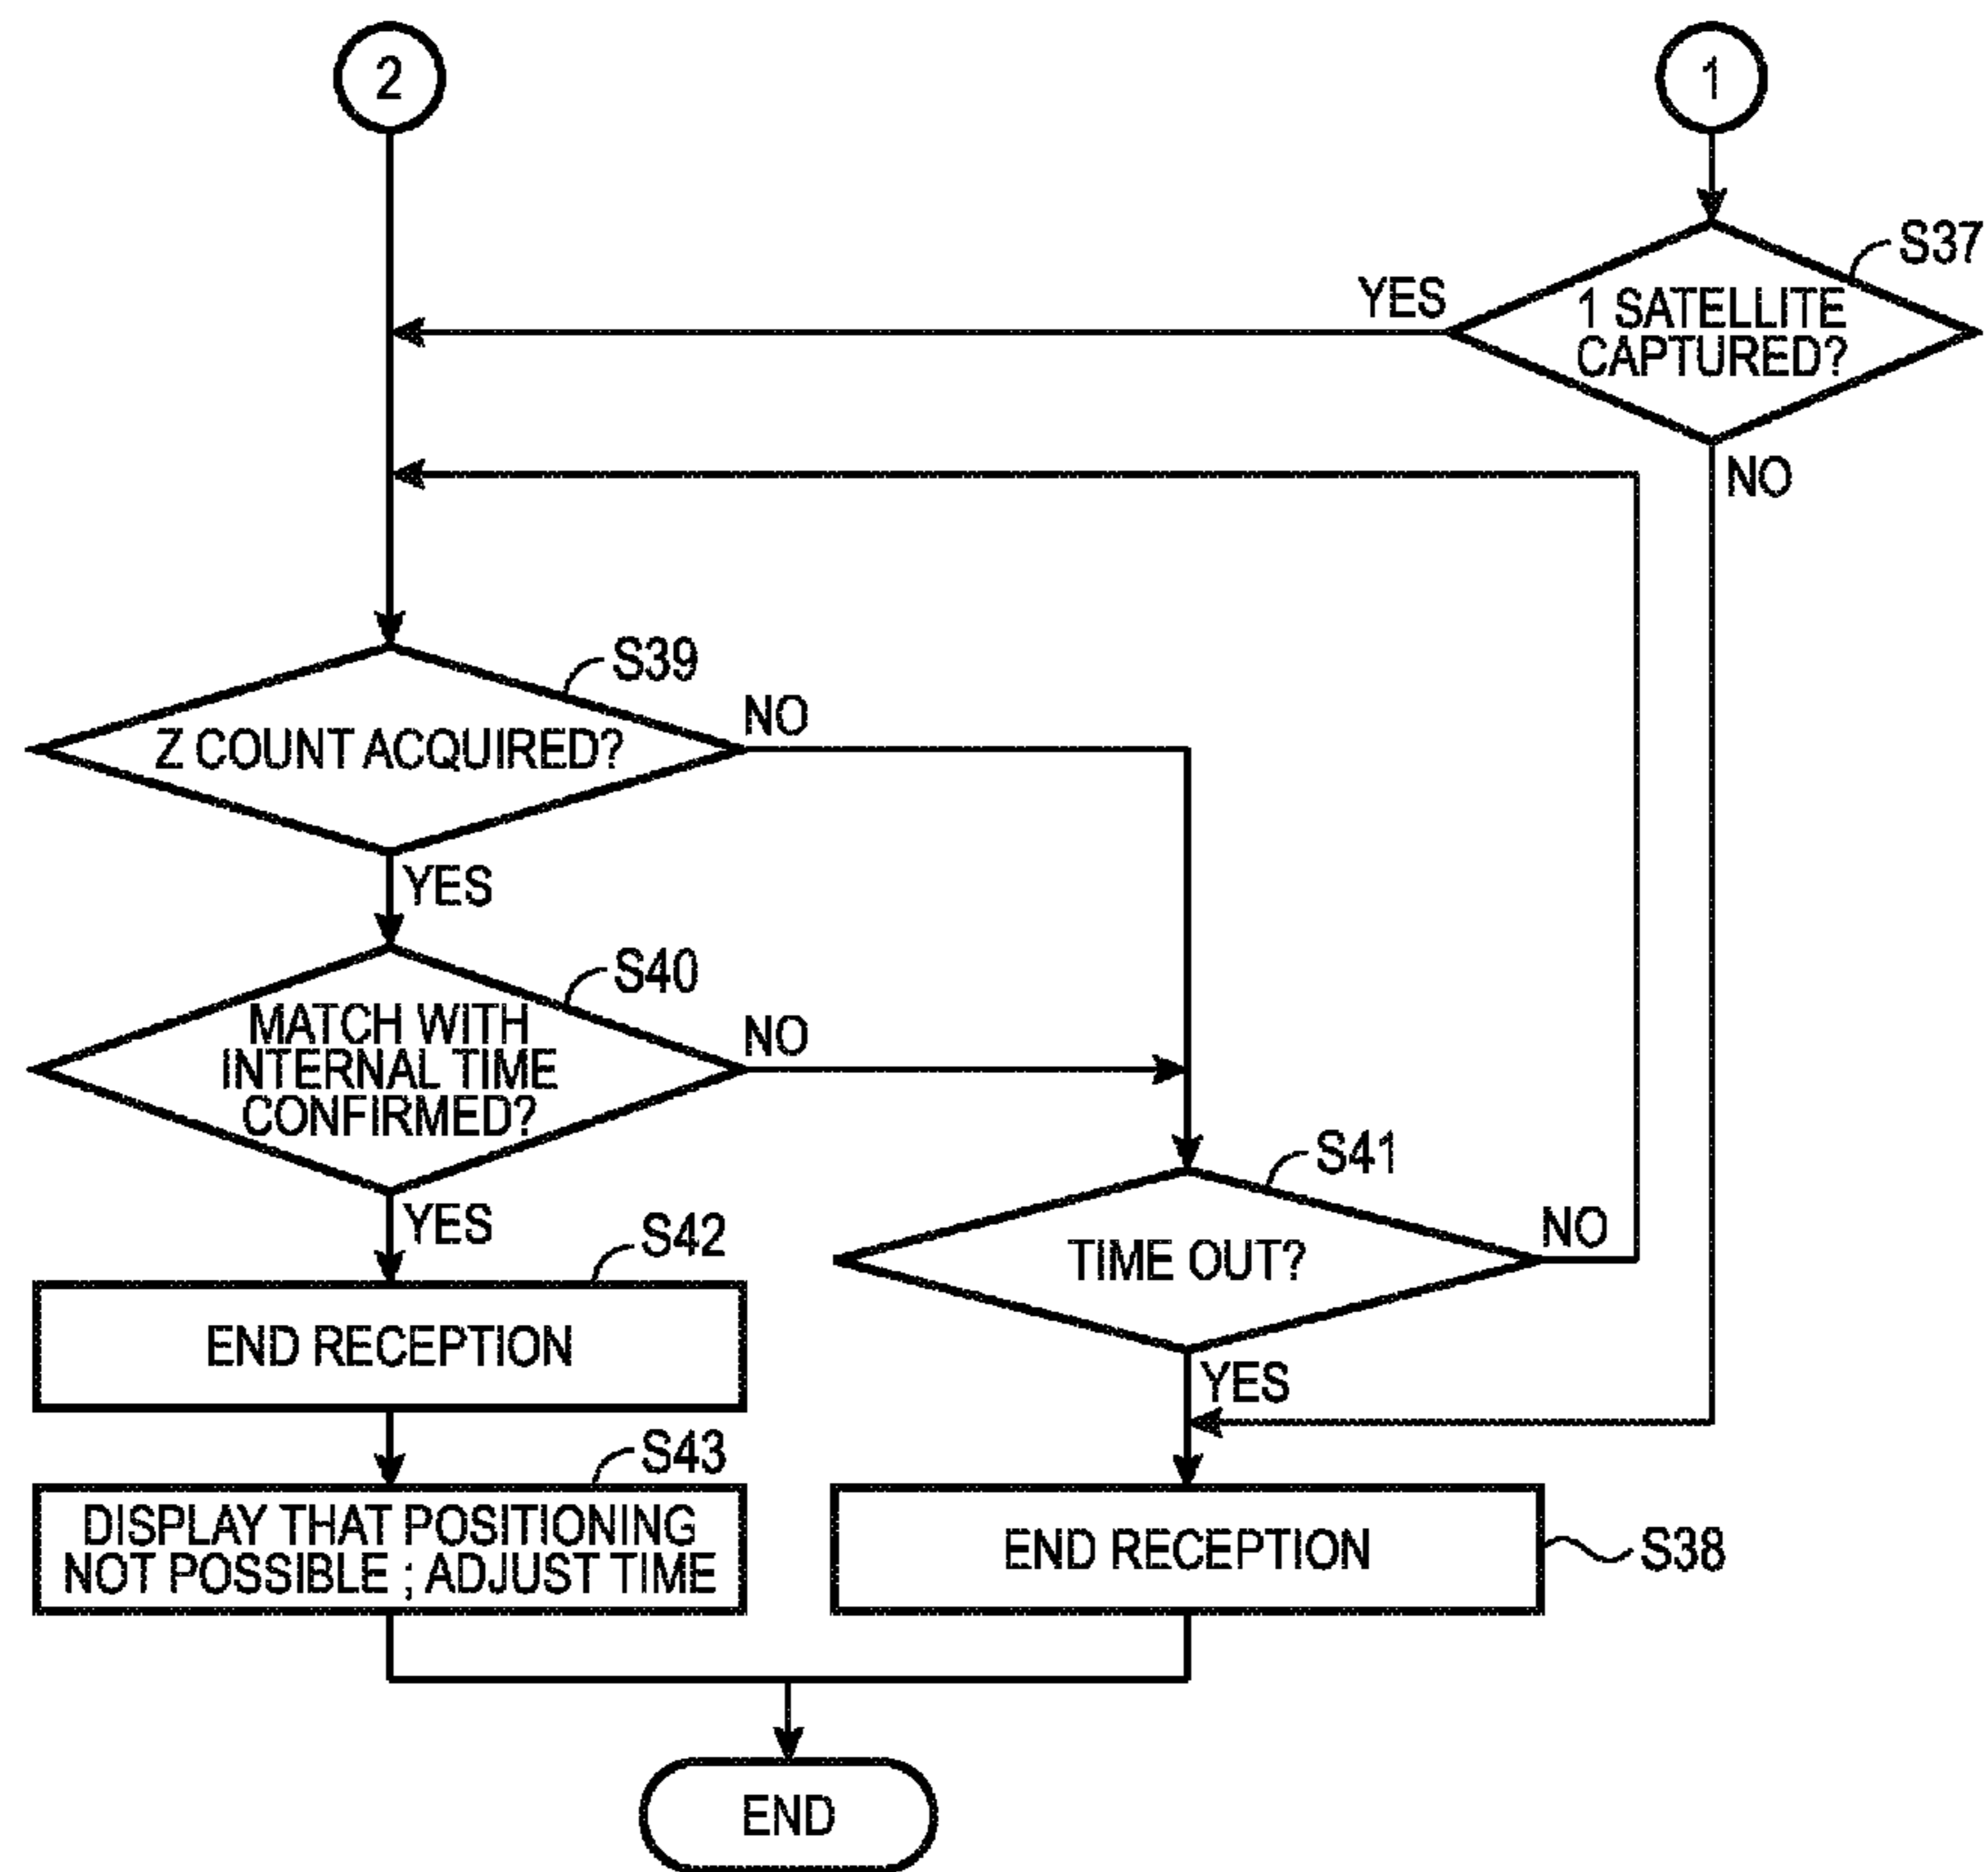 2
1
S37
YES
1 SATELLITE
CAPTURED?
NO
S39
NO
Z COUNT ACQUIRED?
YES
S40
MATCH WITH
INTERNAL TIME
CONFIRMED?
NO
S41
YES
NO
TIME OUT?
S42
END RECEPTION
YES
S43
DISPLAY THAT POSITIONING
NOT POSSIBLE ; ADJUST TIME
END RECEPTION
S38
END